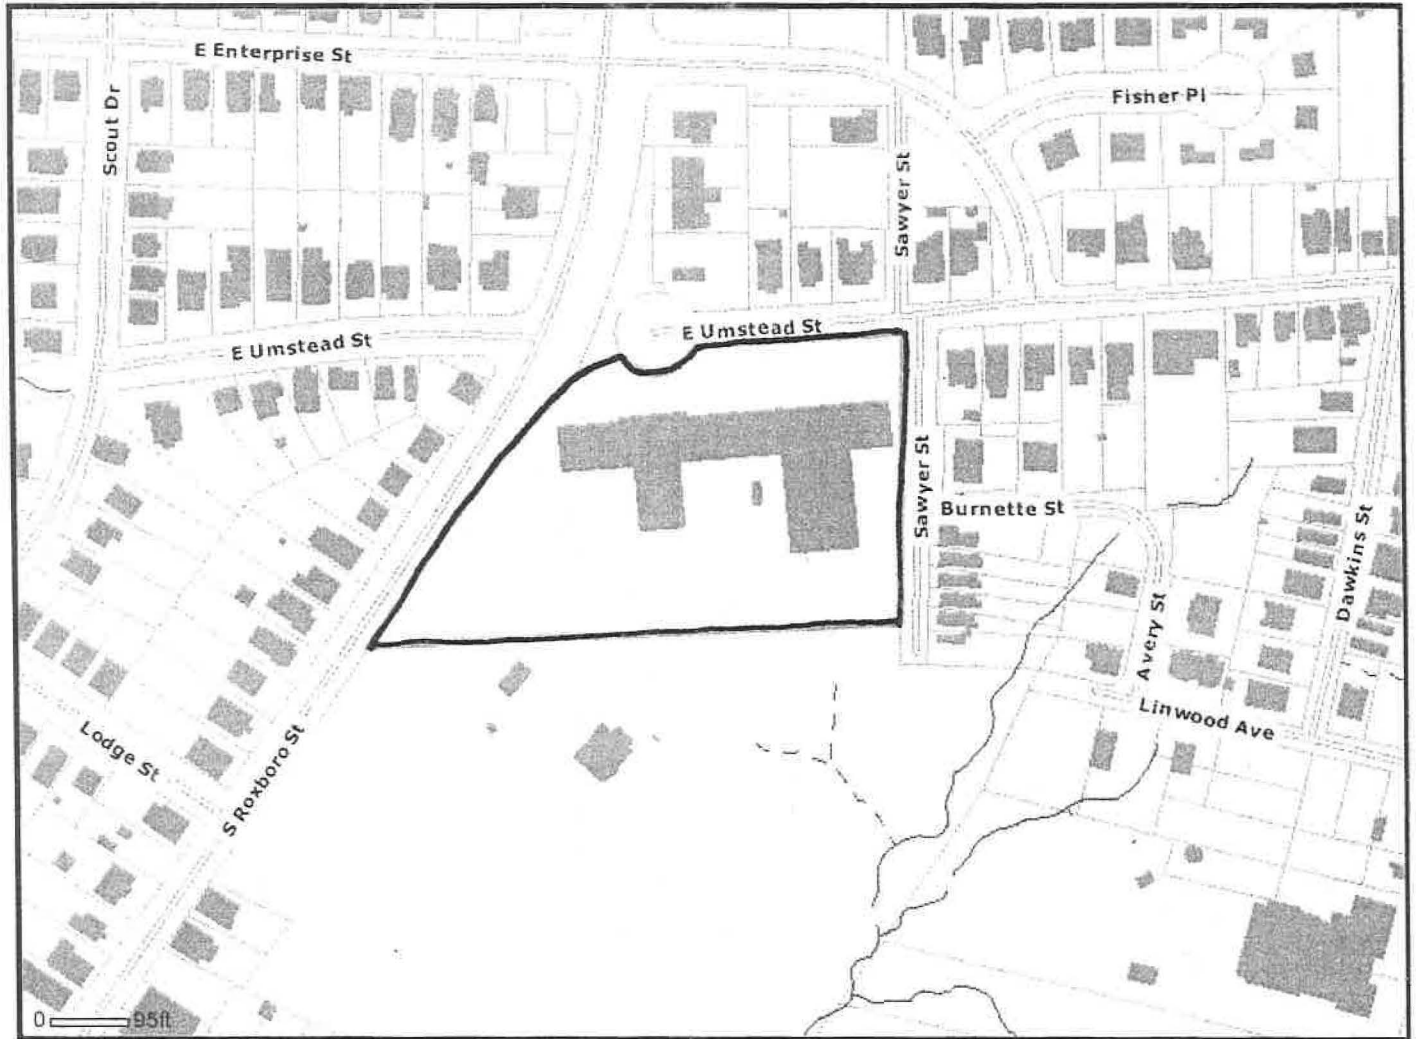 E Enterprise St
Scout Dr
Fisher Pl
Sawyer St
E Umstead St
E Umstead St
Sawyer St
Burnette St
Dawkins St
Avery St
Linwood Ave
Lodge St
S Roxboro St
0 95ft